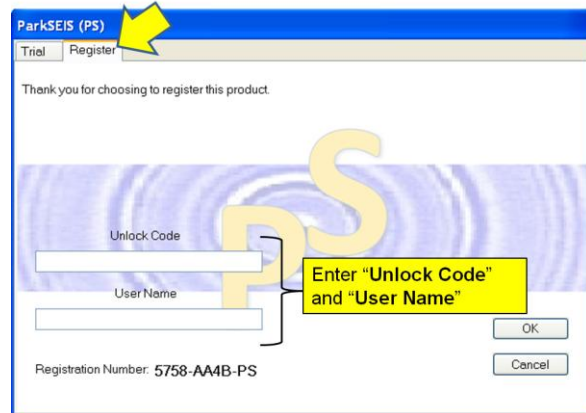 ParkSEIS (PS)
Trial Register
Thank you for choosing to register this product.
PS
Unlock Code
Enter “Unlock Code”
and “User Name”
User Name
OK
Registration Number: 5758-AA4B-PS
Cancel